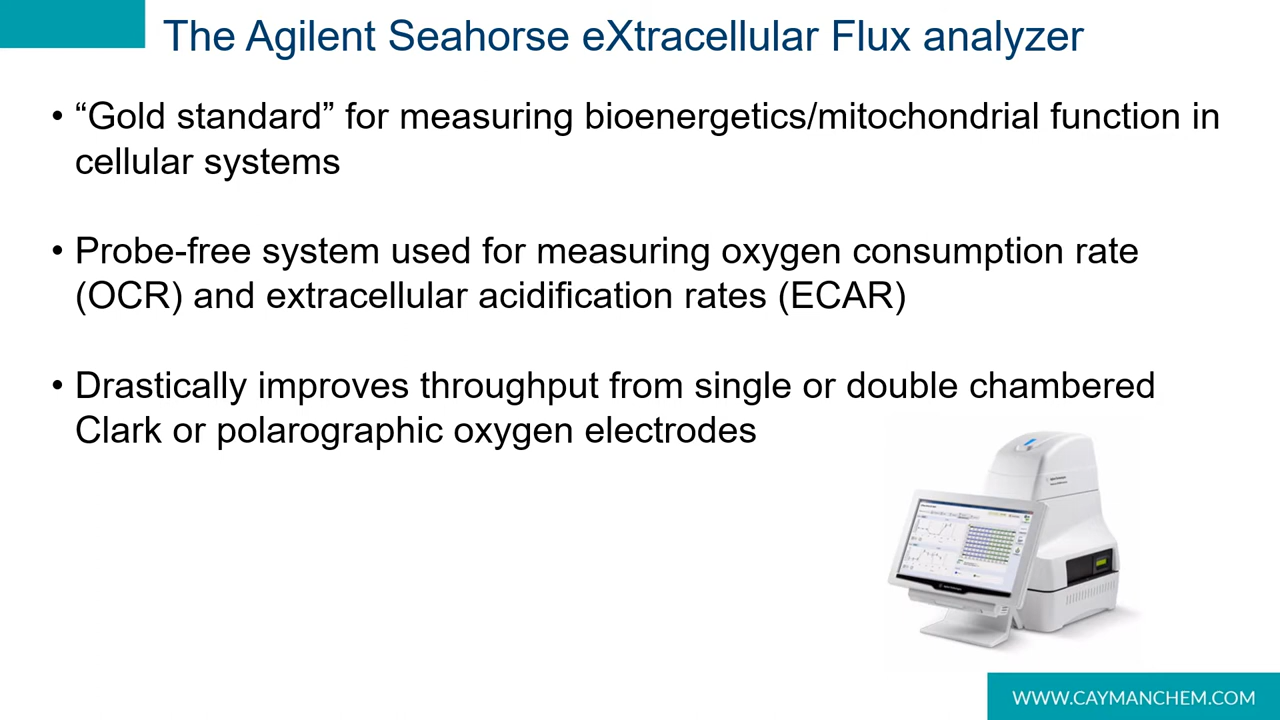 The Agilent Seahorse eXtracellular Flux analyzer
• “Gold standard” for measuring bioenergetics/mitochondrial function in
cellular systems
• Probe-free system used for measuring oxygen consumption rate
(OCR) and extracellular acidification rates (ECAR)
• Drastically improves throughput from single or double chambered
Clark or polarographic oxygen electrodes
WWW.CAYMANCHEM.COM